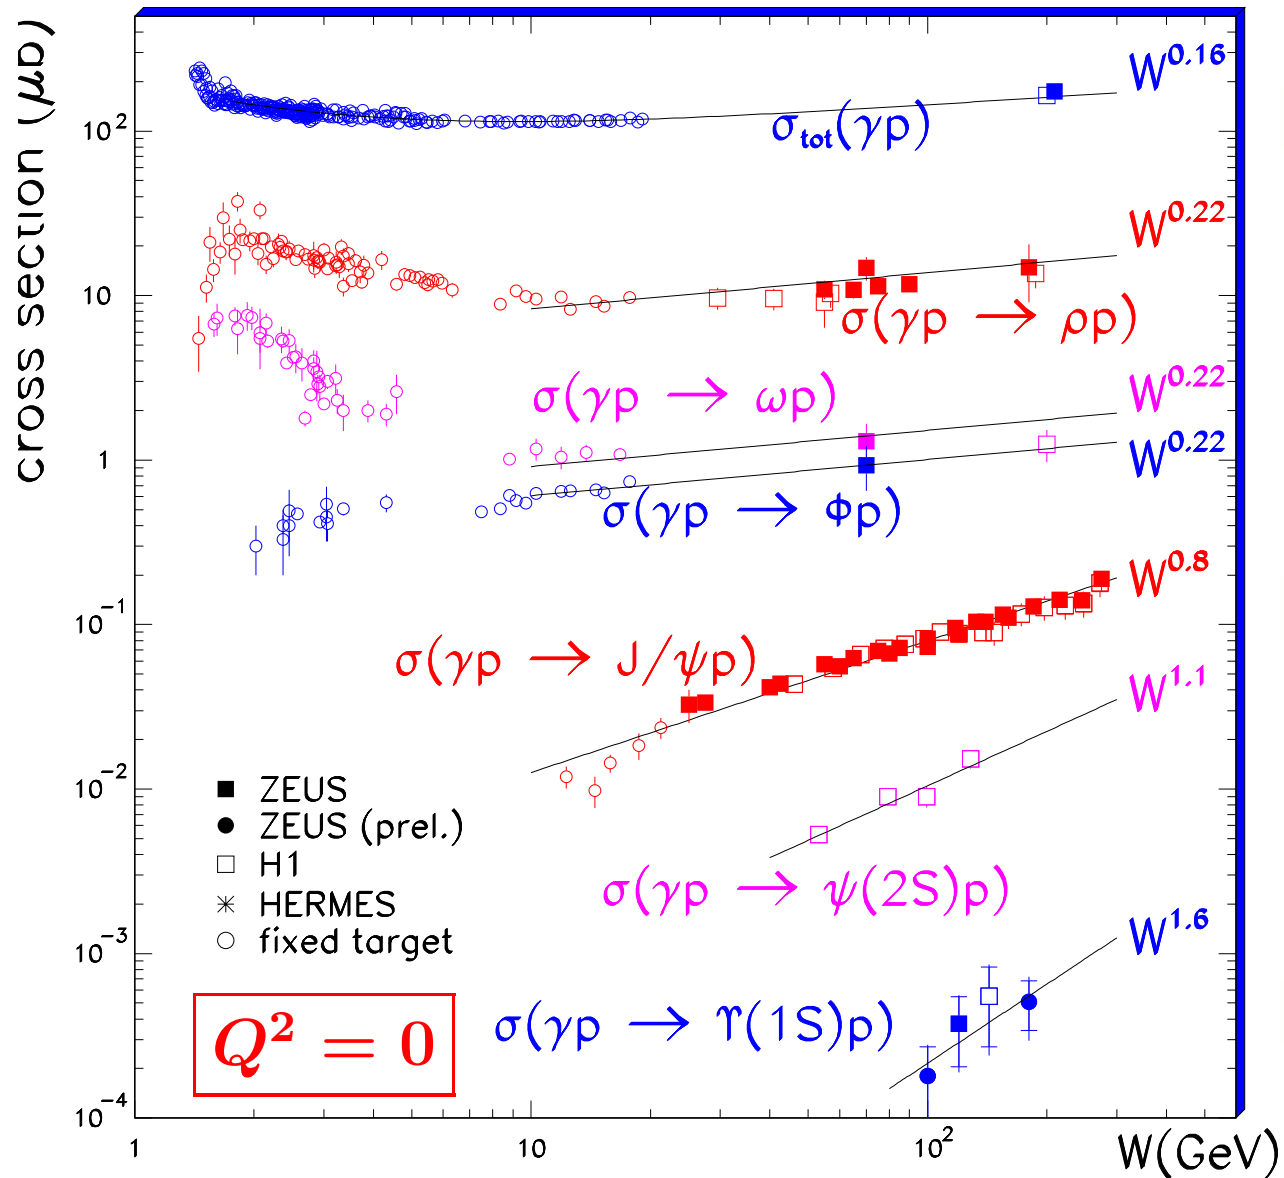 cross section (μb)
10²
10
1
10⁻¹
10⁻²
10⁻³
10⁻⁴
W^0.16
σtot(γp)
W^0.22
σ(γp → ρp)
W^0.22
σ(γp → ωp)
W^0.22
σ(γp → Φp)
W^0.8
σ(γp → J/ψp)
W^1.1
σ(γp → ψ(2S)p)
W^1.6
σ(γp → ϒ(1S)p)
ZEUS
ZEUS (prel.)
H1
HERMES
fixed target
Q² = 0
1
10
10²
W(GeV)